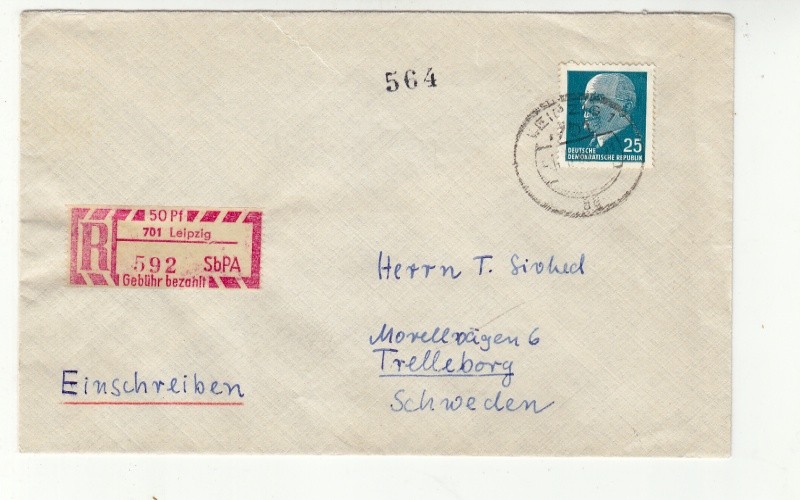 564
25
DEUTSCHE
DEMOKRATISCHE REPUBLIK
50 Pf
R
701 Leipzig
592 SbPA
Gebühr bezahlt
Herrn T. Sivhed
Morellvägen 6
Trelleborg
Schweden
Einschreiben